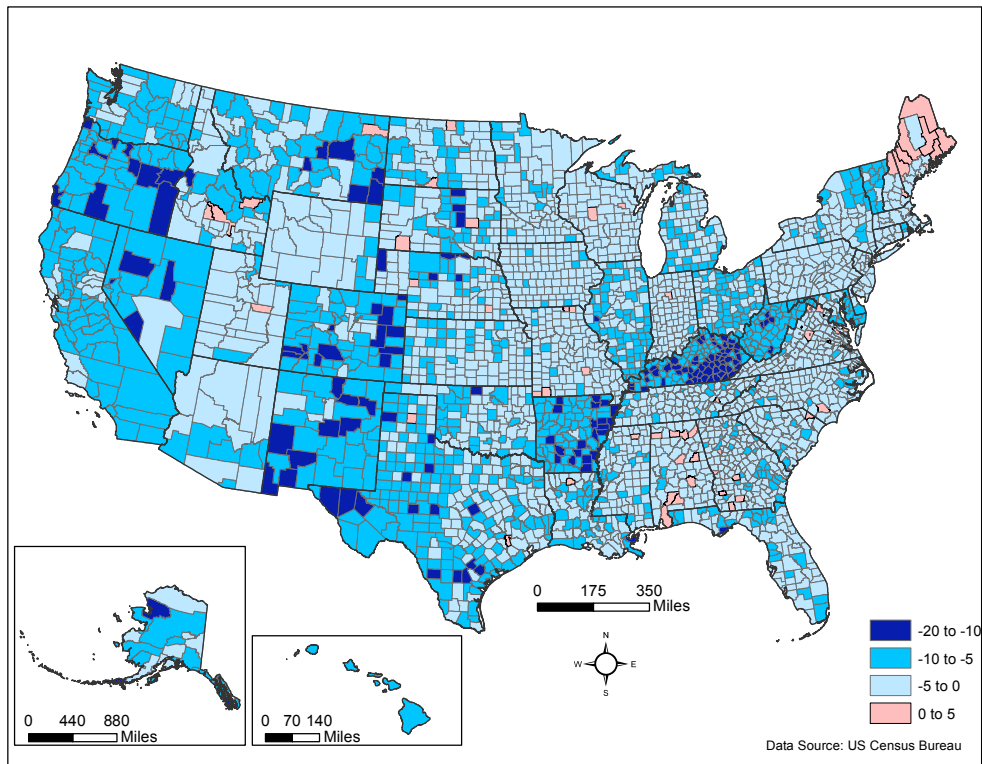 0 175 350
Miles
N
W E
S
-20 to -10
-10 to -5
-5 to 0
0 to 5
Data Source: US Census Bureau
0 440 880
Miles
0 70 140
Miles